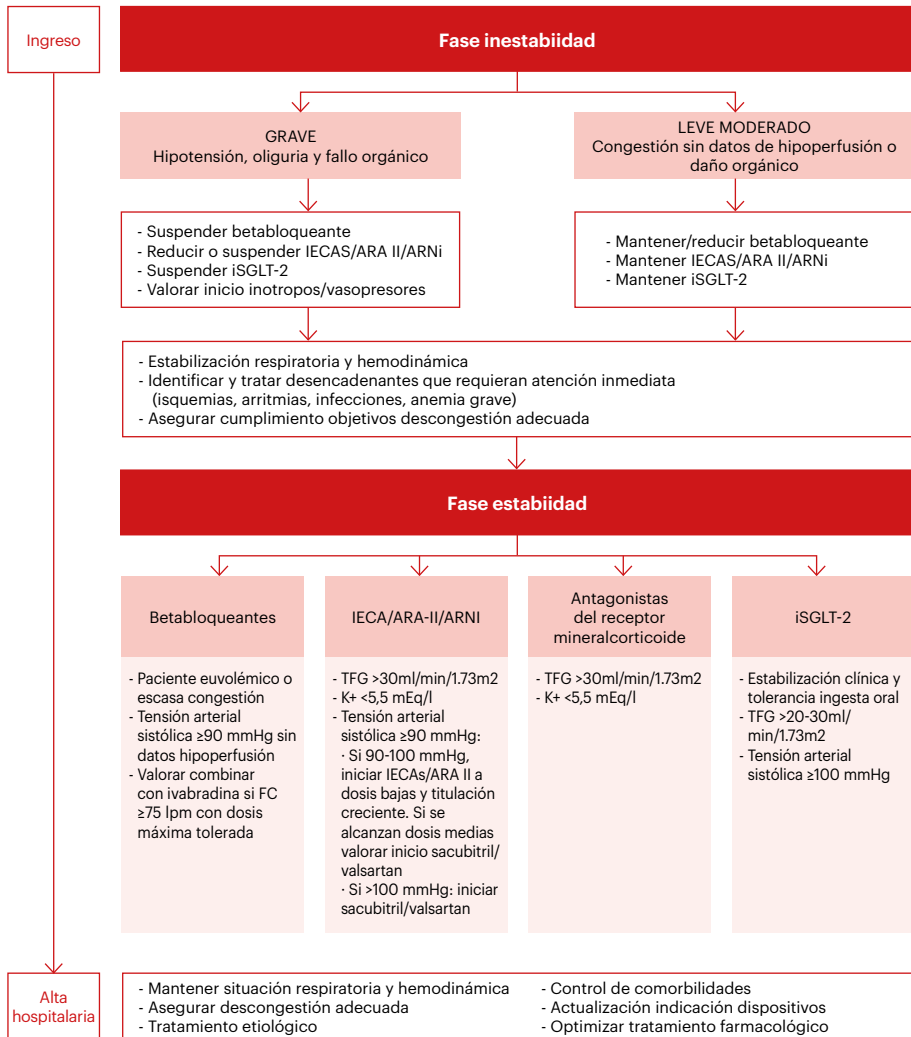 Ingreso
Fase inestabiidad
GRAVE
Hipotensión, oliguria y fallo orgánico
LEVE MODERADO
Congestión sin datos de hipoperfusión o
daño orgánico
- Suspender betabloqueante
- Reducir o suspender IECAS/ARA II/ARNi
- Suspender iSGLT-2
- Valorar inicio inotropos/vasopresores
- Mantener/reducir betabloqueante
- Mantener IECAS/ARA II/ARNi
- Mantener iSGLT-2
- Estabilización respiratoria y hemodinámica
- Identificar y tratar desencadenantes que requieran atención inmediata
(isquemias, arritmias, infecciones, anemia grave)
- Asegurar cumplimiento objetivos descongestión adecuada
Fase estabiidad
Betabloqueantes
- Paciente euvolémico o
escasa congestión
- Tensión arterial
sistólica ≥90 mmHg sin
datos hipoperfusión
- Valorar combinar
con ivabradina si FC
≥75 lpm con dosis
máxima tolerada
IECA/ARA-II/ARNI
- TFG >30ml/min/1.73m2
- K+ <5,5 mEq/l
- Tensión arterial
sistólica ≥90 mmHg:
· Si 90-100 mmHg,
iniciar IECAs/ARA II a
dosis bajas y titulación
creciente. Si se
alcanzan dosis medias
valorar inicio sacubitril/
valsartan
· Si >100 mmHg: iniciar
sacubitril/valsartan
Antagonistas
del receptor
mineralcorticoide
- TFG >30ml/min/1.73m2
- K+ <5,5 mEq/l
iSGLT-2
- Estabilización clínica y
tolerancia ingesta oral
- TFG >20-30ml/
min/1.73m2
- Tensión arterial
sistólica ≥100 mmHg
Alta
hospitalaria
- Mantener situación respiratoria y hemodinámica
- Asegurar descongestión adecuada
- Tratamiento etiológico
- Control de comorbilidades
- Actualización indicación dispositivos
- Optimizar tratamiento farmacológico